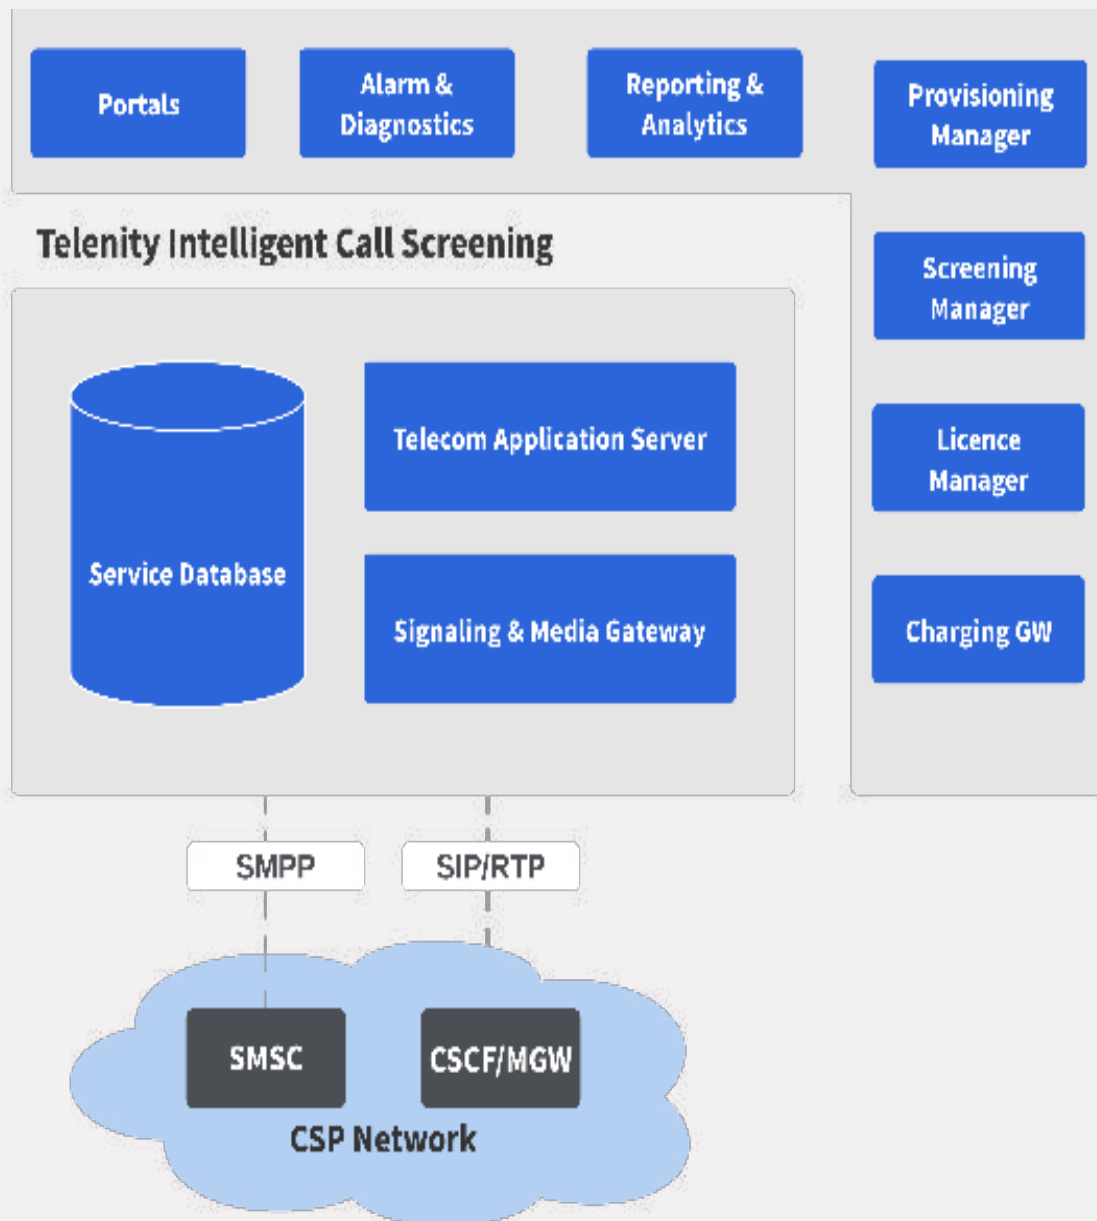 Portals
Alarm &
Diagnostics
Reporting &
Analytics
Provisioning
Manager
Telenity Intelligent Call Screening
Screening
Manager
Service Database
Telecom Application Server
Licence
Manager
Signaling & Media Gateway
Charging GW
SMPP
SIP/RTP
SMSC
CSCF/MGW
CSP Network